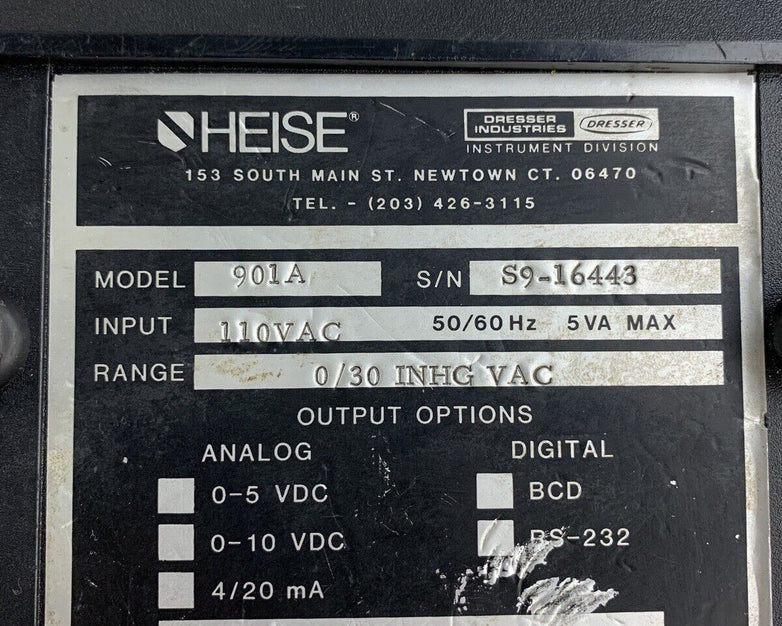 HEISE®
DRESSER INDUSTRIES DRESSER
INSTRUMENT DIVISION
153 SOUTH MAIN ST. NEWTOWN CT. 06470
TEL. - (203) 426-3115
MODEL 901A S/N S9-16443
INPUT 110VAC 50/60 Hz 5VA MAX
RANGE 0/30 INHG VAC
OUTPUT OPTIONS
ANALOG DIGITAL
0-5 VDC BCD
0-10 VDC RS-232
4/20 mA